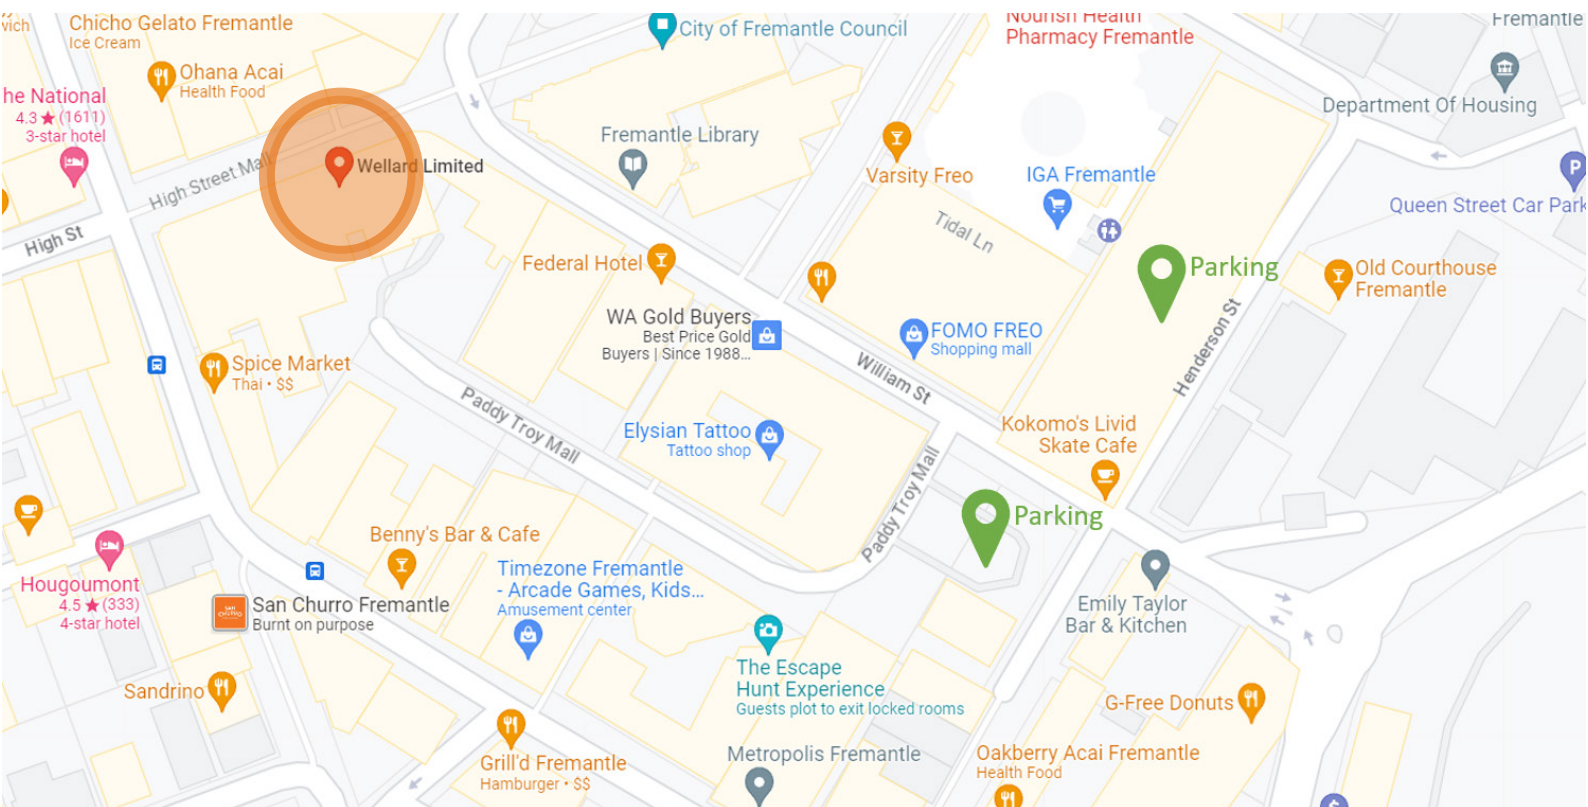 wich
Chicho Gelato Fremantle
Ice Cream
City of Fremantle Council
Nourish Health
Pharmacy Fremantle
Fremantle
Ohana Acai
Health Food
he National
4.3 ★ (1611)
3-star hotel
Department Of Housing
Fremantle Library
High Street Mall
Wellard Limited
Varsity Freo
IGA Fremantle
P
Queen Street Car Park
Tidal Ln
High St
Federal Hotel
Parking
Old Courthouse
Fremantle
WA Gold Buyers
Best Price Gold
Buyers | Since 1988...
FOMO FREO
Shopping mall
Henderson St
Spice Market
Thai • $$
William St
Paddy Troy Mall
Elysian Tattoo
Tattoo shop
Kokomo's Livid
Skate Cafe
Paddy Troy Mall
Parking
Benny's Bar & Cafe
Timezone Fremantle
- Arcade Games, Kids...
Amusement center
Hougoumont
4.5 ★ (333)
4-star hotel
SAN
CHURRO
San Churro Fremantle
Burnt on purpose
Emily Taylor
Bar & Kitchen
The Escape
Hunt Experience
Guests plot to exit locked rooms
Sandrino
G-Free Donuts
Grill'd Fremantle
Hamburger • $$
Metropolis Fremantle
Oakberry Acai Fremantle
Health Food
$